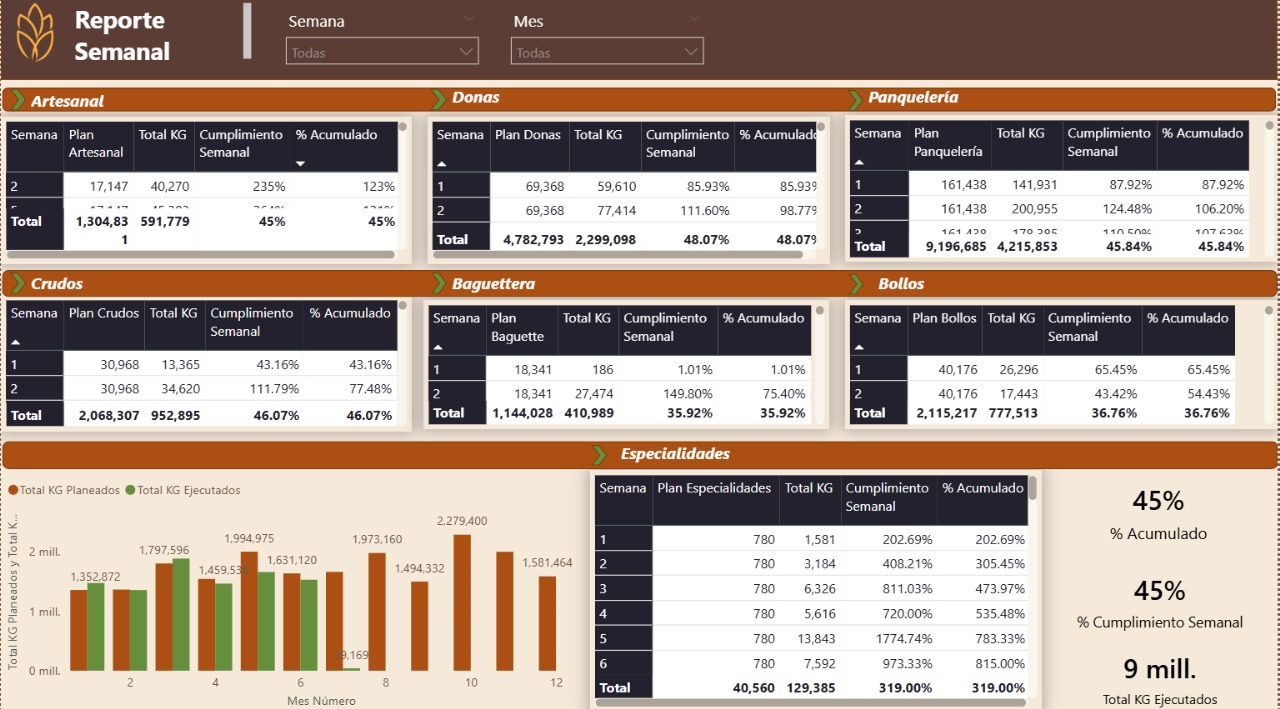 Reporte
Semanal
Semana
Mes
Todas
Todas
Artesanal
Semana Plan Artesanal Total KG Cumplimiento Semanal % Acumulado
2 17,147 40,270 235% 123%
Total 1,304,831 591,779 45% 45%
Donas
Semana Plan Donas Total KG Cumplimiento Semanal % Acumulado
1 69,368 59,610 85.93% 85.93%
2 69,368 77,414 111.60% 98.77%
Total 4,782,793 2,299,098 48.07% 48.07%
Panquelería
Semana Plan Panquelería Total KG Cumplimiento Semanal % Acumulado
1 161,438 141,931 87.92% 87.92%
2 161,438 200,955 124.48% 106.20%
Total 9,196,685 4,215,853 45.84% 45.84%
Crudos
Semana Plan Crudos Total KG Cumplimiento Semanal % Acumulado
1 30,968 13,365 43.16% 43.16%
2 30,968 34,620 111.79% 77.48%
Total 2,068,307 952,895 46.07% 46.07%
Baguettera
Semana Plan Baguette Total KG Cumplimiento Semanal % Acumulado
1 18,341 186 1.01% 1.01%
2 18,341 27,474 149.80% 75.40%
Total 1,144,028 410,989 35.92% 35.92%
Bollos
Semana Plan Bollos Total KG Cumplimiento Semanal % Acumulado
1 40,176 26,296 65.45% 65.45%
2 40,176 17,443 43.42% 54.43%
Total 2,115,217 777,513 36.76% 36.76%
Total KG Planeados Total KG Ejecutados
Total KG Planeados y Total K...
2 mill.
1 mill.
0 mill.
1,352,872
1,797,596
1,994,975
1,631,120
1,973,160
1,494,332
2,279,400
1,581,464
2 4 6 8 10 12
Mes Número
Especialidades
Semana Plan Especialidades Total KG Cumplimiento Semanal % Acumulado
1 780 1,581 202.69% 202.69%
2 780 3,184 408.21% 305.45%
3 780 6,326 811.03% 473.97%
4 780 5,616 720.00% 535.48%
5 780 13,843 1774.74% 783.33%
6 780 7,592 973.33% 815.00%
Total 40,560 129,385 319.00% 319.00%
45%
% Acumulado
45%
% Cumplimiento Semanal
9 mill.
Total KG Ejecutados